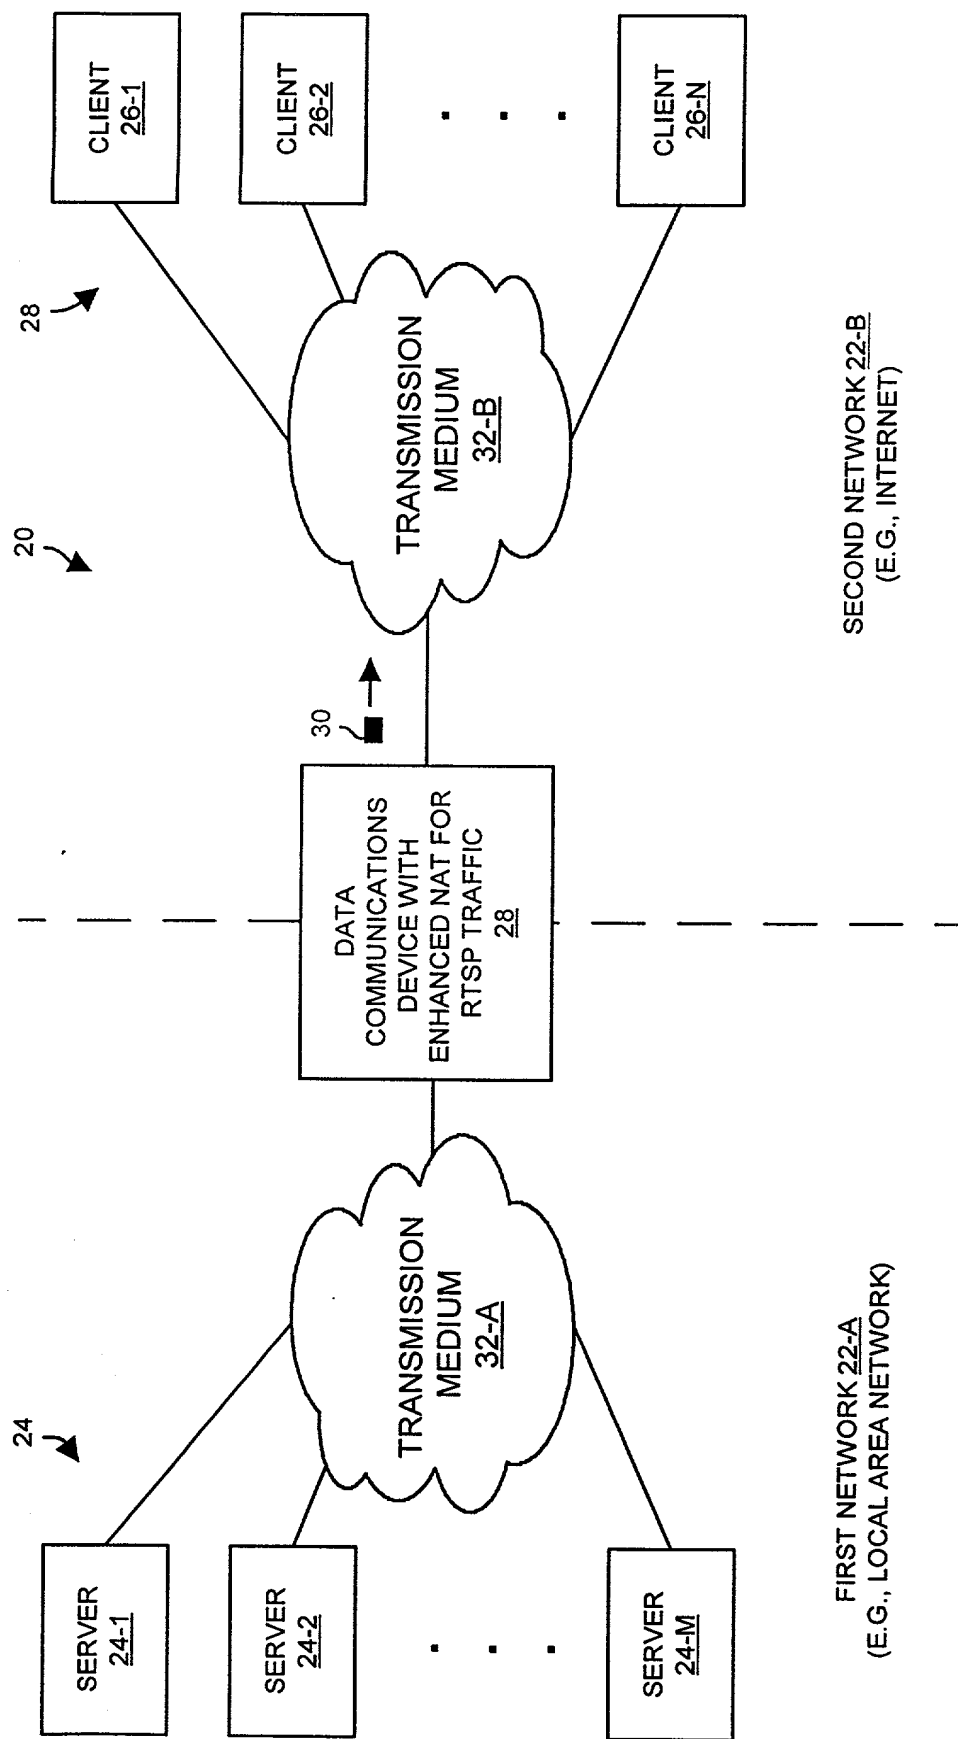 24
20
28
SERVER
24-1
SERVER
24-2
SERVER
24-M
TRANSMISSION
MEDIUM
32-A
DATA
COMMUNICATIONS
DEVICE WITH
ENHANCED NAT FOR
RTSP TRAFFIC
28
30
TRANSMISSION
MEDIUM
32-B
CLIENT
26-1
CLIENT
26-2
CLIENT
26-N
FIRST NETWORK 22-A
(E.G., LOCAL AREA NETWORK)
SECOND NETWORK 22-B
(E.G., INTERNET)